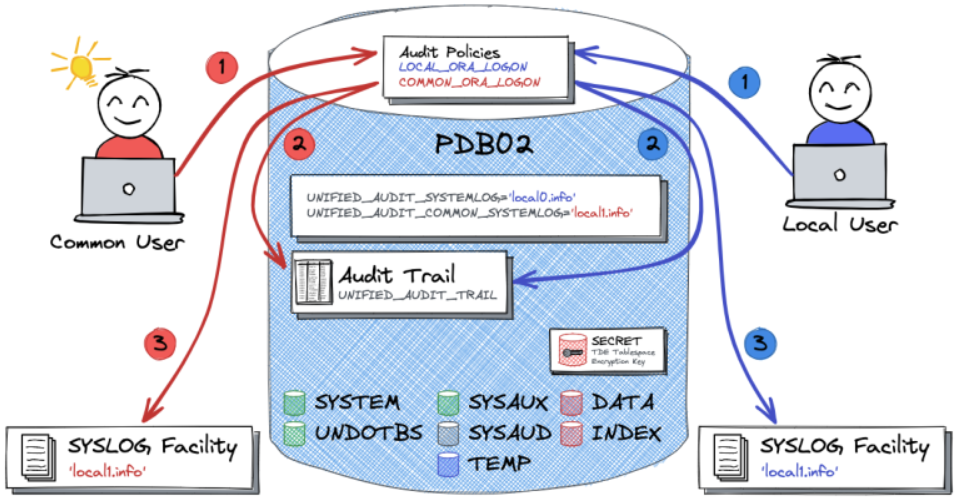 Audit Policies
LOCAL_ORA_LOGON
COMMON_ORA_LOGON
1
1
2
PDB02
2
UNIFIED_AUDIT_SYSTEMLOG='local0.info'
UNIFIED_AUDIT_COMMON_SYSTEMLOG='local1.info'
Common User
Local User
Audit Trail
UNIFIED_AUDIT_TRAIL
3
3
SECRET
TDE Tablespace
Encryption Key
SYSTEM
SYSAUX
DATA
UNDOTBS
SYSAUD
INDEX
TEMP
SYSLOG Facility
'local1.info'
SYSLOG Facility
'local1.info'